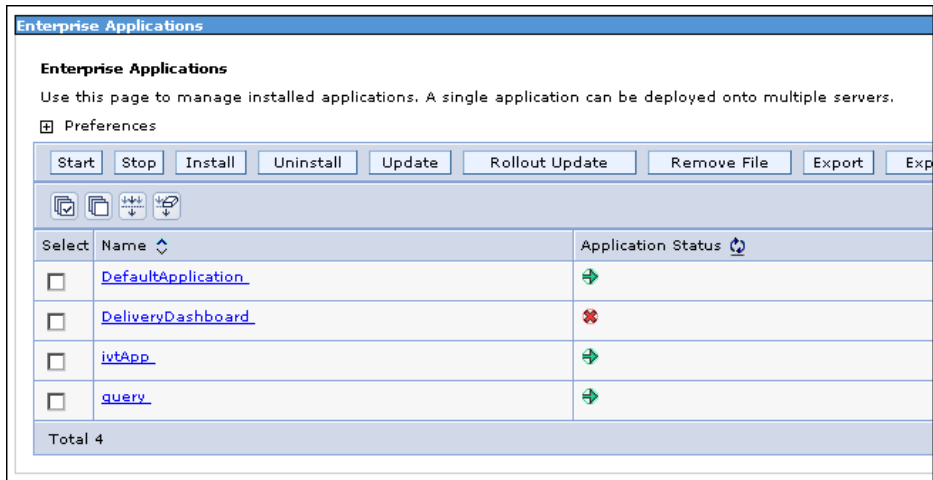 Enterprise Applications
Enterprise Applications
Use this page to manage installed applications. A single application can be deployed onto multiple servers.
Preferences
Start Stop Install Uninstall Update Rollout Update Remove File Export Exp
Select Name Application Status
DefaultApplication
DeliveryDashboard
ivtApp
query
Total 4